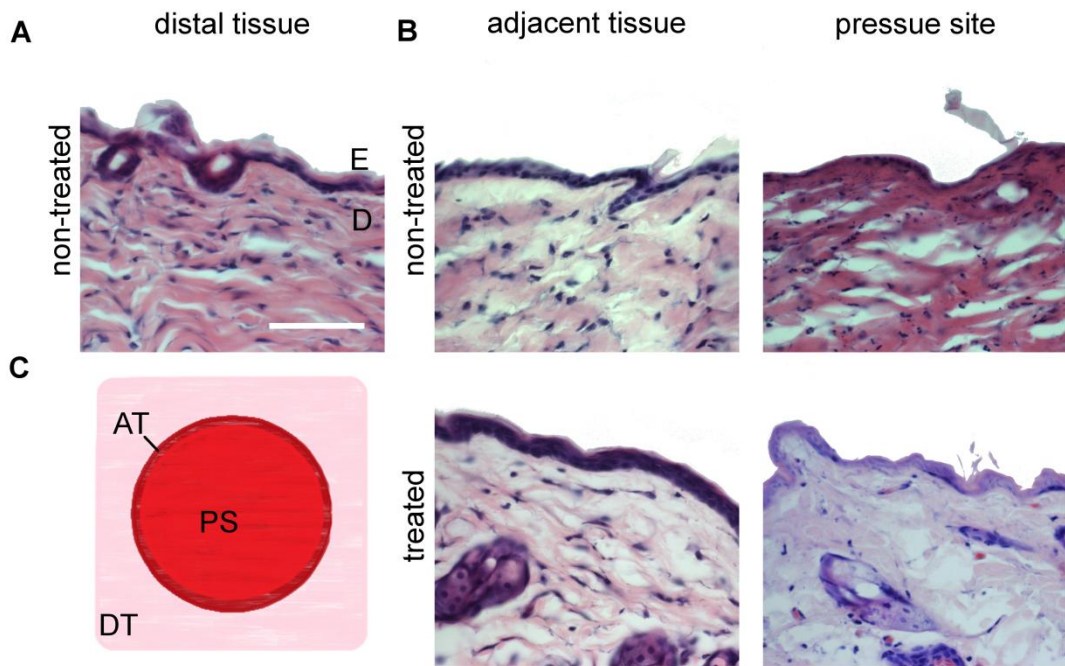 A
distal tissue
B
adjacent tissue
pressue site
non-treated
E
D
non-treated
C
AT
PS
DT
treated